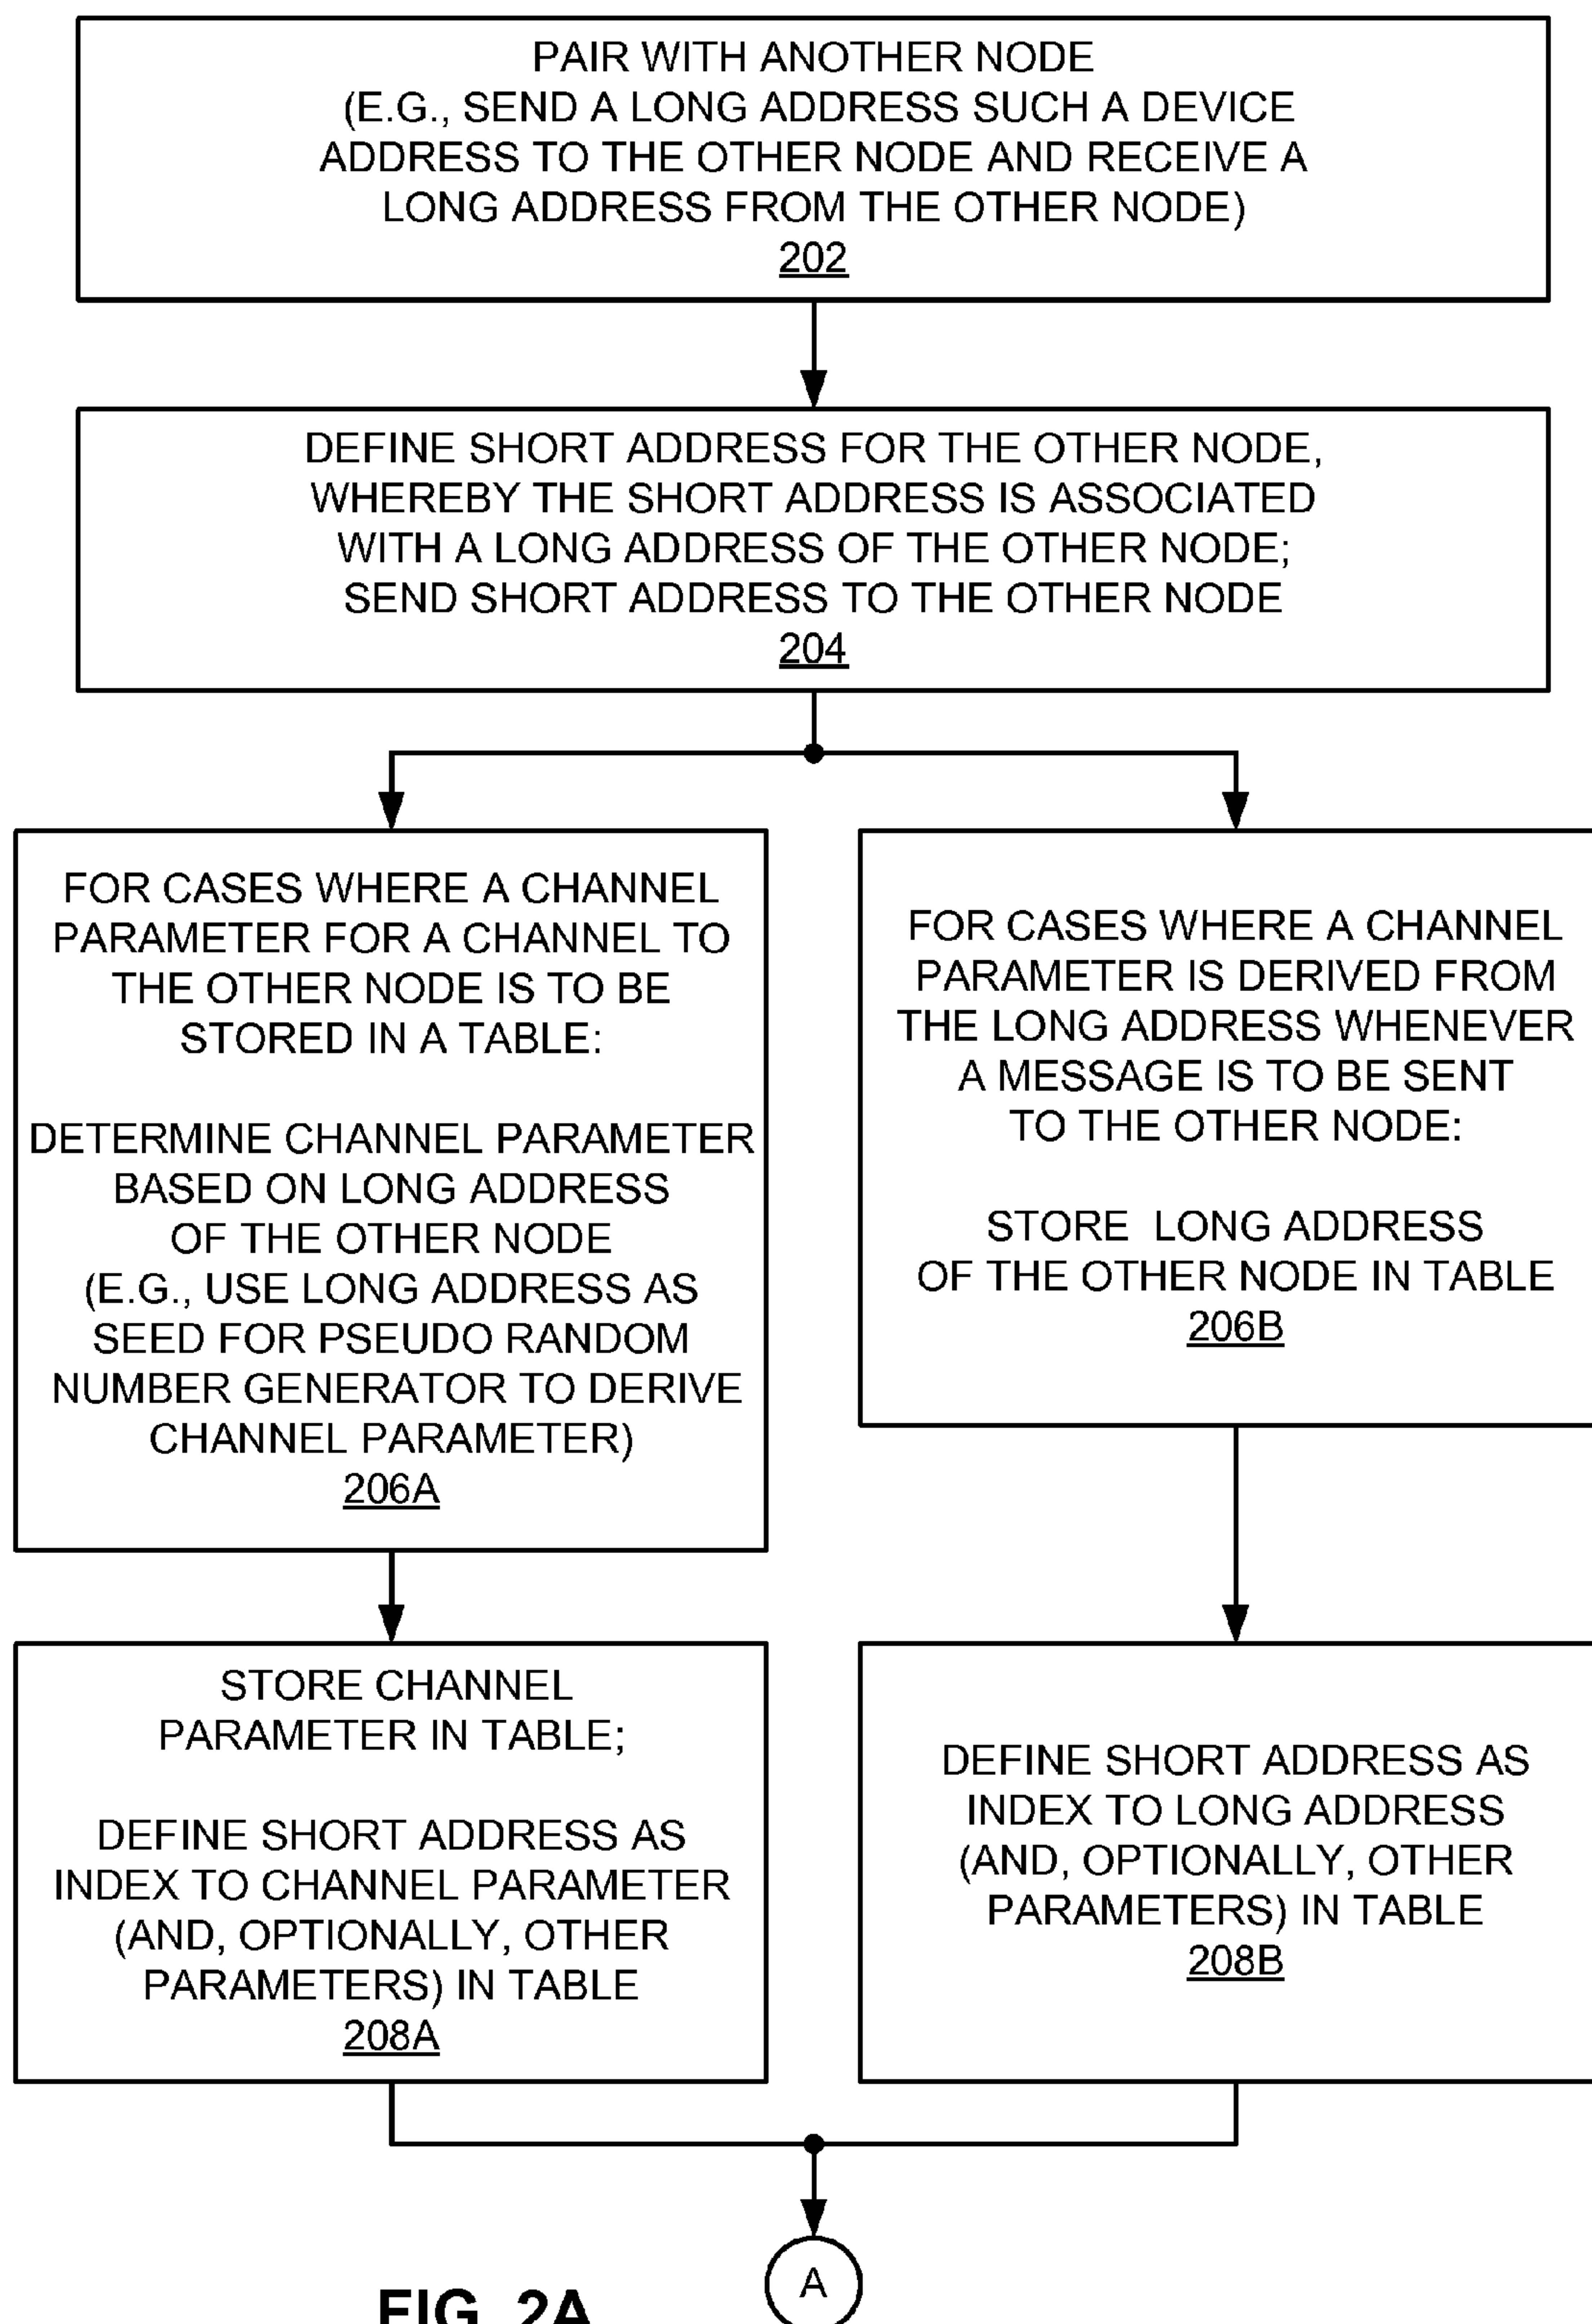 PAIR WITH ANOTHER NODE
(E.G., SEND A LONG ADDRESS SUCH A DEVICE
ADDRESS TO THE OTHER NODE AND RECEIVE A
LONG ADDRESS FROM THE OTHER NODE)
202
DEFINE SHORT ADDRESS FOR THE OTHER NODE,
WHEREBY THE SHORT ADDRESS IS ASSOCIATED
WITH A LONG ADDRESS OF THE OTHER NODE;
SEND SHORT ADDRESS TO THE OTHER NODE
204
FOR CASES WHERE A CHANNEL
PARAMETER FOR A CHANNEL TO
THE OTHER NODE IS TO BE
STORED IN A TABLE:
DETERMINE CHANNEL PARAMETER
BASED ON LONG ADDRESS
OF THE OTHER NODE
(E.G., USE LONG ADDRESS AS
SEED FOR PSEUDO RANDOM
NUMBER GENERATOR TO DERIVE
CHANNEL PARAMETER)
206A
FOR CASES WHERE A CHANNEL
PARAMETER IS DERIVED FROM
THE LONG ADDRESS WHENEVER
A MESSAGE IS TO BE SENT
TO THE OTHER NODE:
STORE LONG ADDRESS
OF THE OTHER NODE IN TABLE
206B
STORE CHANNEL
PARAMETER IN TABLE;
DEFINE SHORT ADDRESS AS
INDEX TO CHANNEL PARAMETER
(AND, OPTIONALLY, OTHER
PARAMETERS) IN TABLE
208A
DEFINE SHORT ADDRESS AS
INDEX TO LONG ADDRESS
(AND, OPTIONALLY, OTHER
PARAMETERS) IN TABLE
208B
A
FIG. 2A